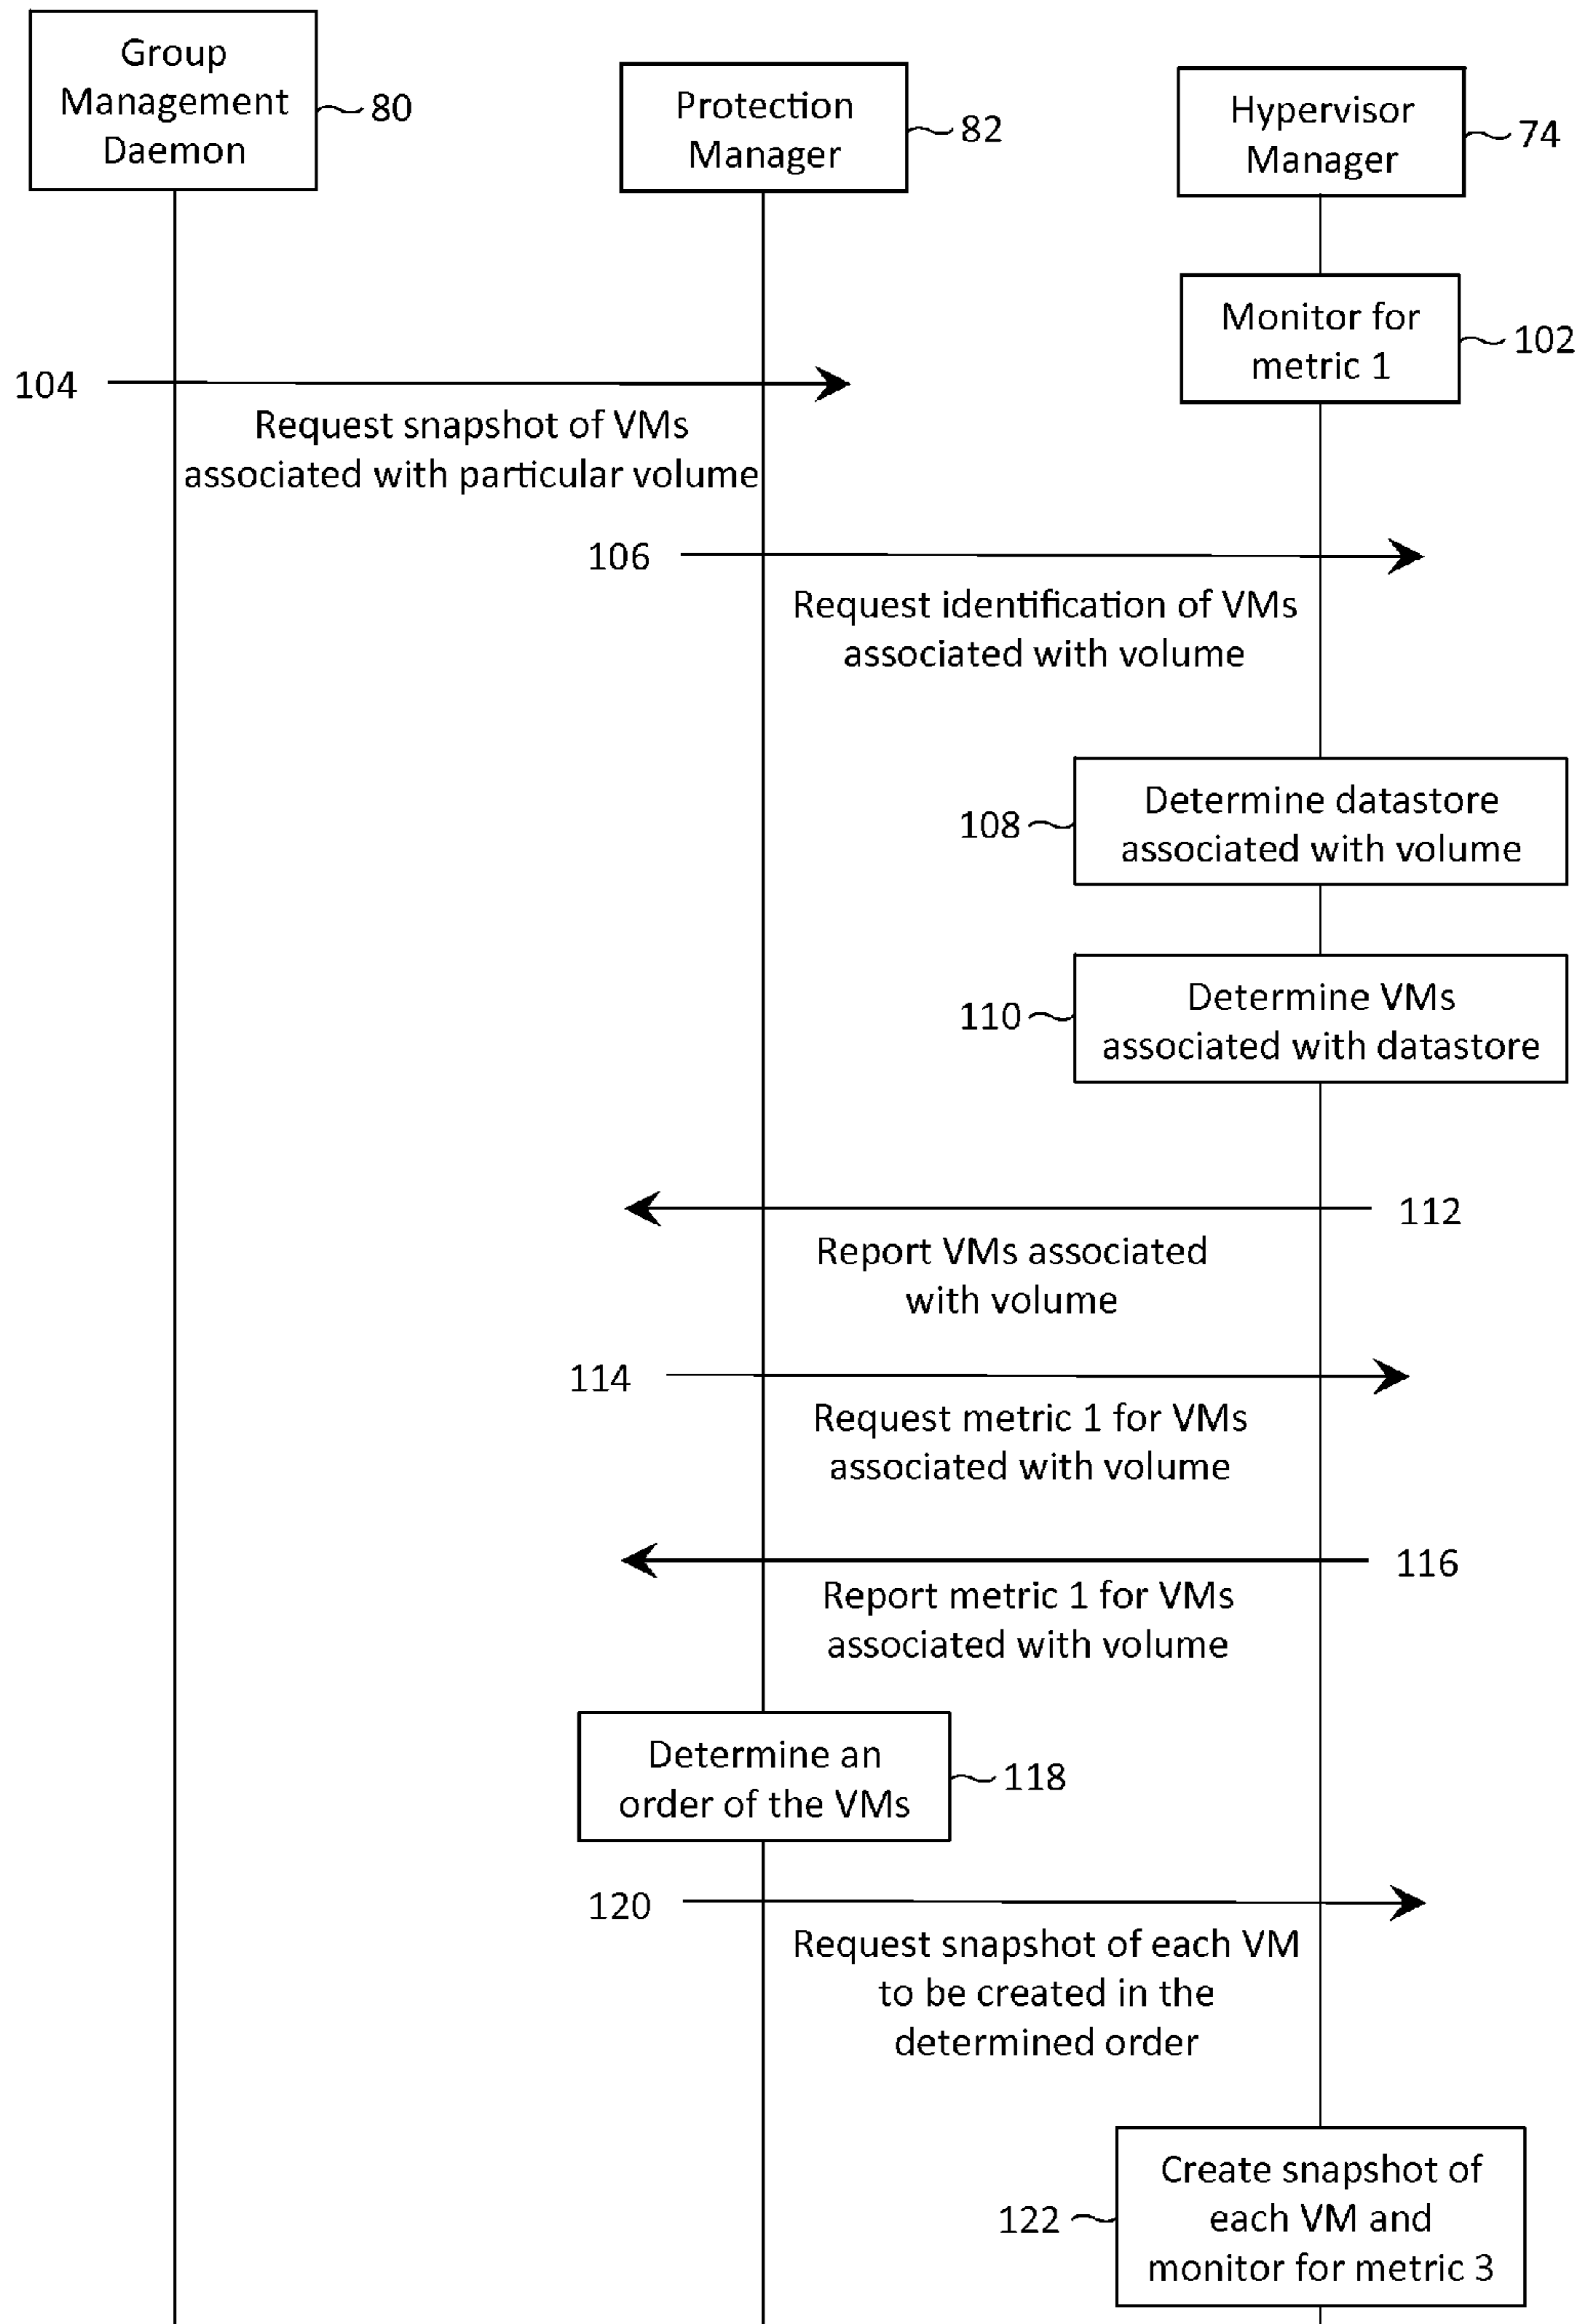 Group
Management
Daemon
80
Protection
Manager
82
Hypervisor
Manager
74
Monitor for
metric 1
102
104
Request snapshot of VMs
associated with particular volume
106
Request identification of VMs
associated with volume
108
Determine datastore
associated with volume
110
Determine VMs
associated with datastore
112
Report VMs associated
with volume
114
Request metric 1 for VMs
associated with volume
116
Report metric 1 for VMs
associated with volume
Determine an
order of the VMs
118
120
Request snapshot of each VM
to be created in the
determined order
122
Create snapshot of
each VM and
monitor for metric 3